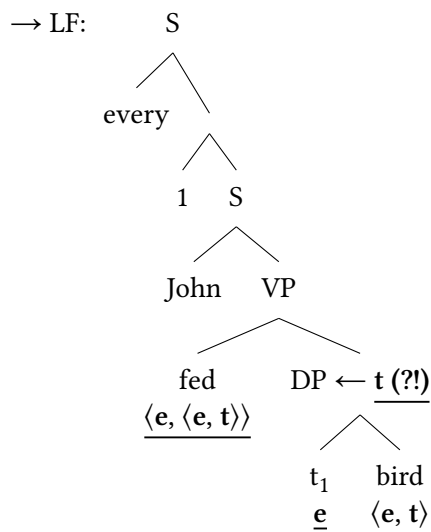 → LF: S
every
1 S
John VP
fed DP ← t (?!)
⟨e, ⟨e, t⟩⟩
t₁ bird
e ⟨e, t⟩